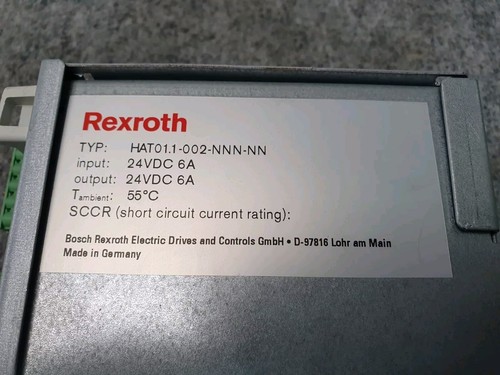 Rexroth
TYP: HAT01.1-002-NNN-NN
input: 24VDC 6A
output: 24VDC 6A
Tambient: 55°C
SCCR (short circuit current rating):
Bosch Rexroth Electric Drives and Controls GmbH • D-97816 Lohr am Main
Made in Germany